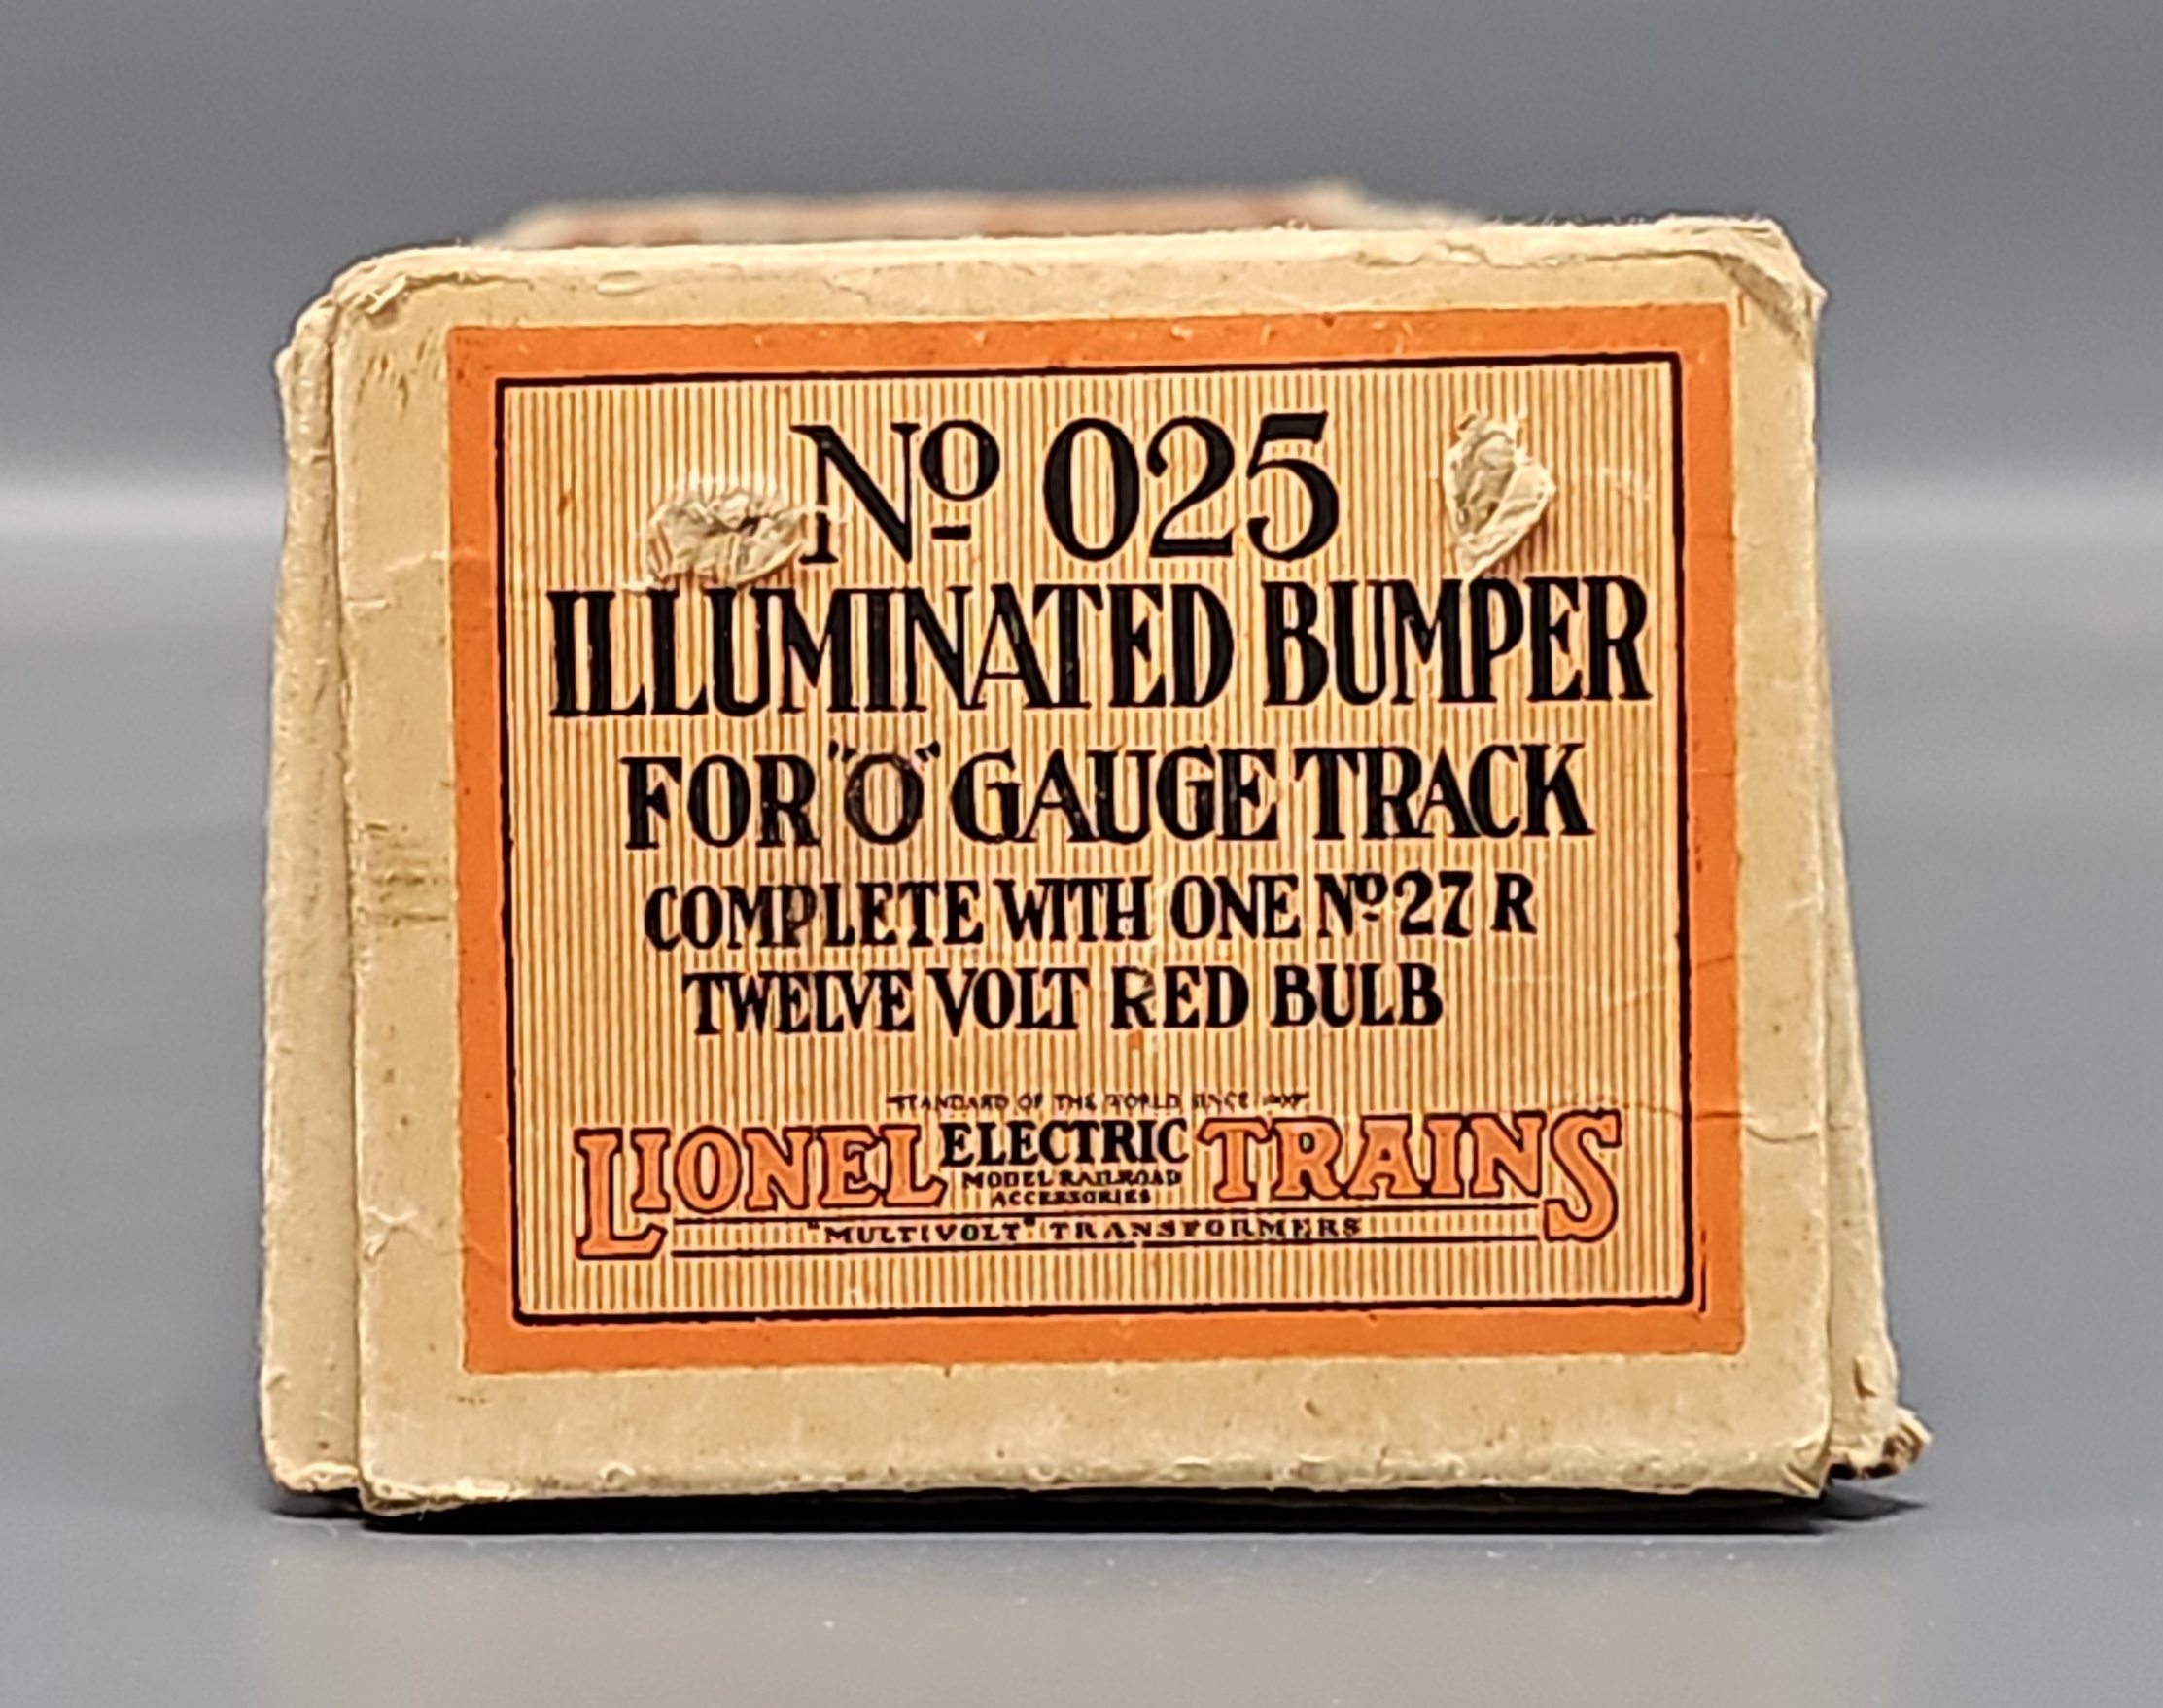 Nº 025
ILLUMINATED BUMPER
FOR "O" GAUGE TRACK
COMPLETE WITH ONE Nº 27 R
TWELVE VOLT RED BULB
STANDARD OF THE WORLD SINCE
LIONEL ELECTRIC TRAINS
MODEL RAILROAD
ACCESSORIES
"MULTIVOLT" TRANSFORMERS